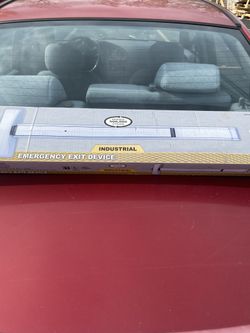 INDUSTRIAL
EMERGENCY EXIT DEVICE